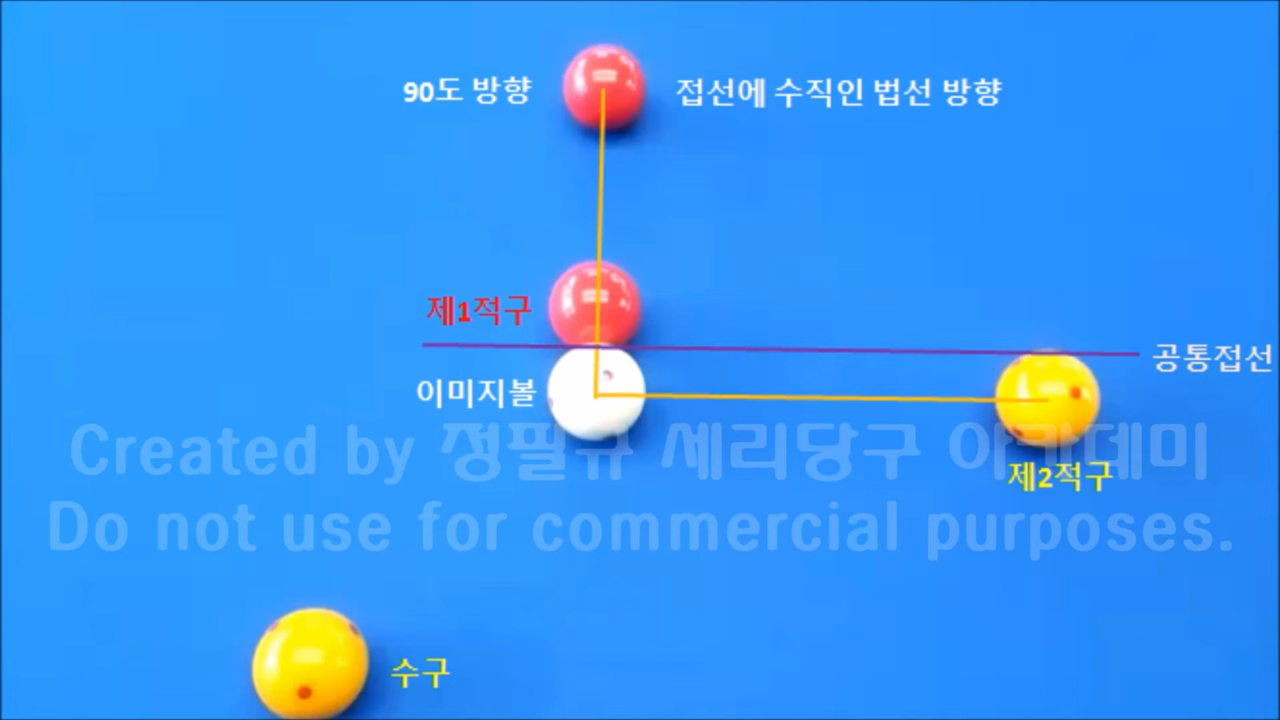 90도 방향
접선에 수직인 법선 방향
제1적구
공통접선
이미지볼
Created by 정필규 세리당구 아카데미
제2적구
Do not use for commercial purposes.
수구